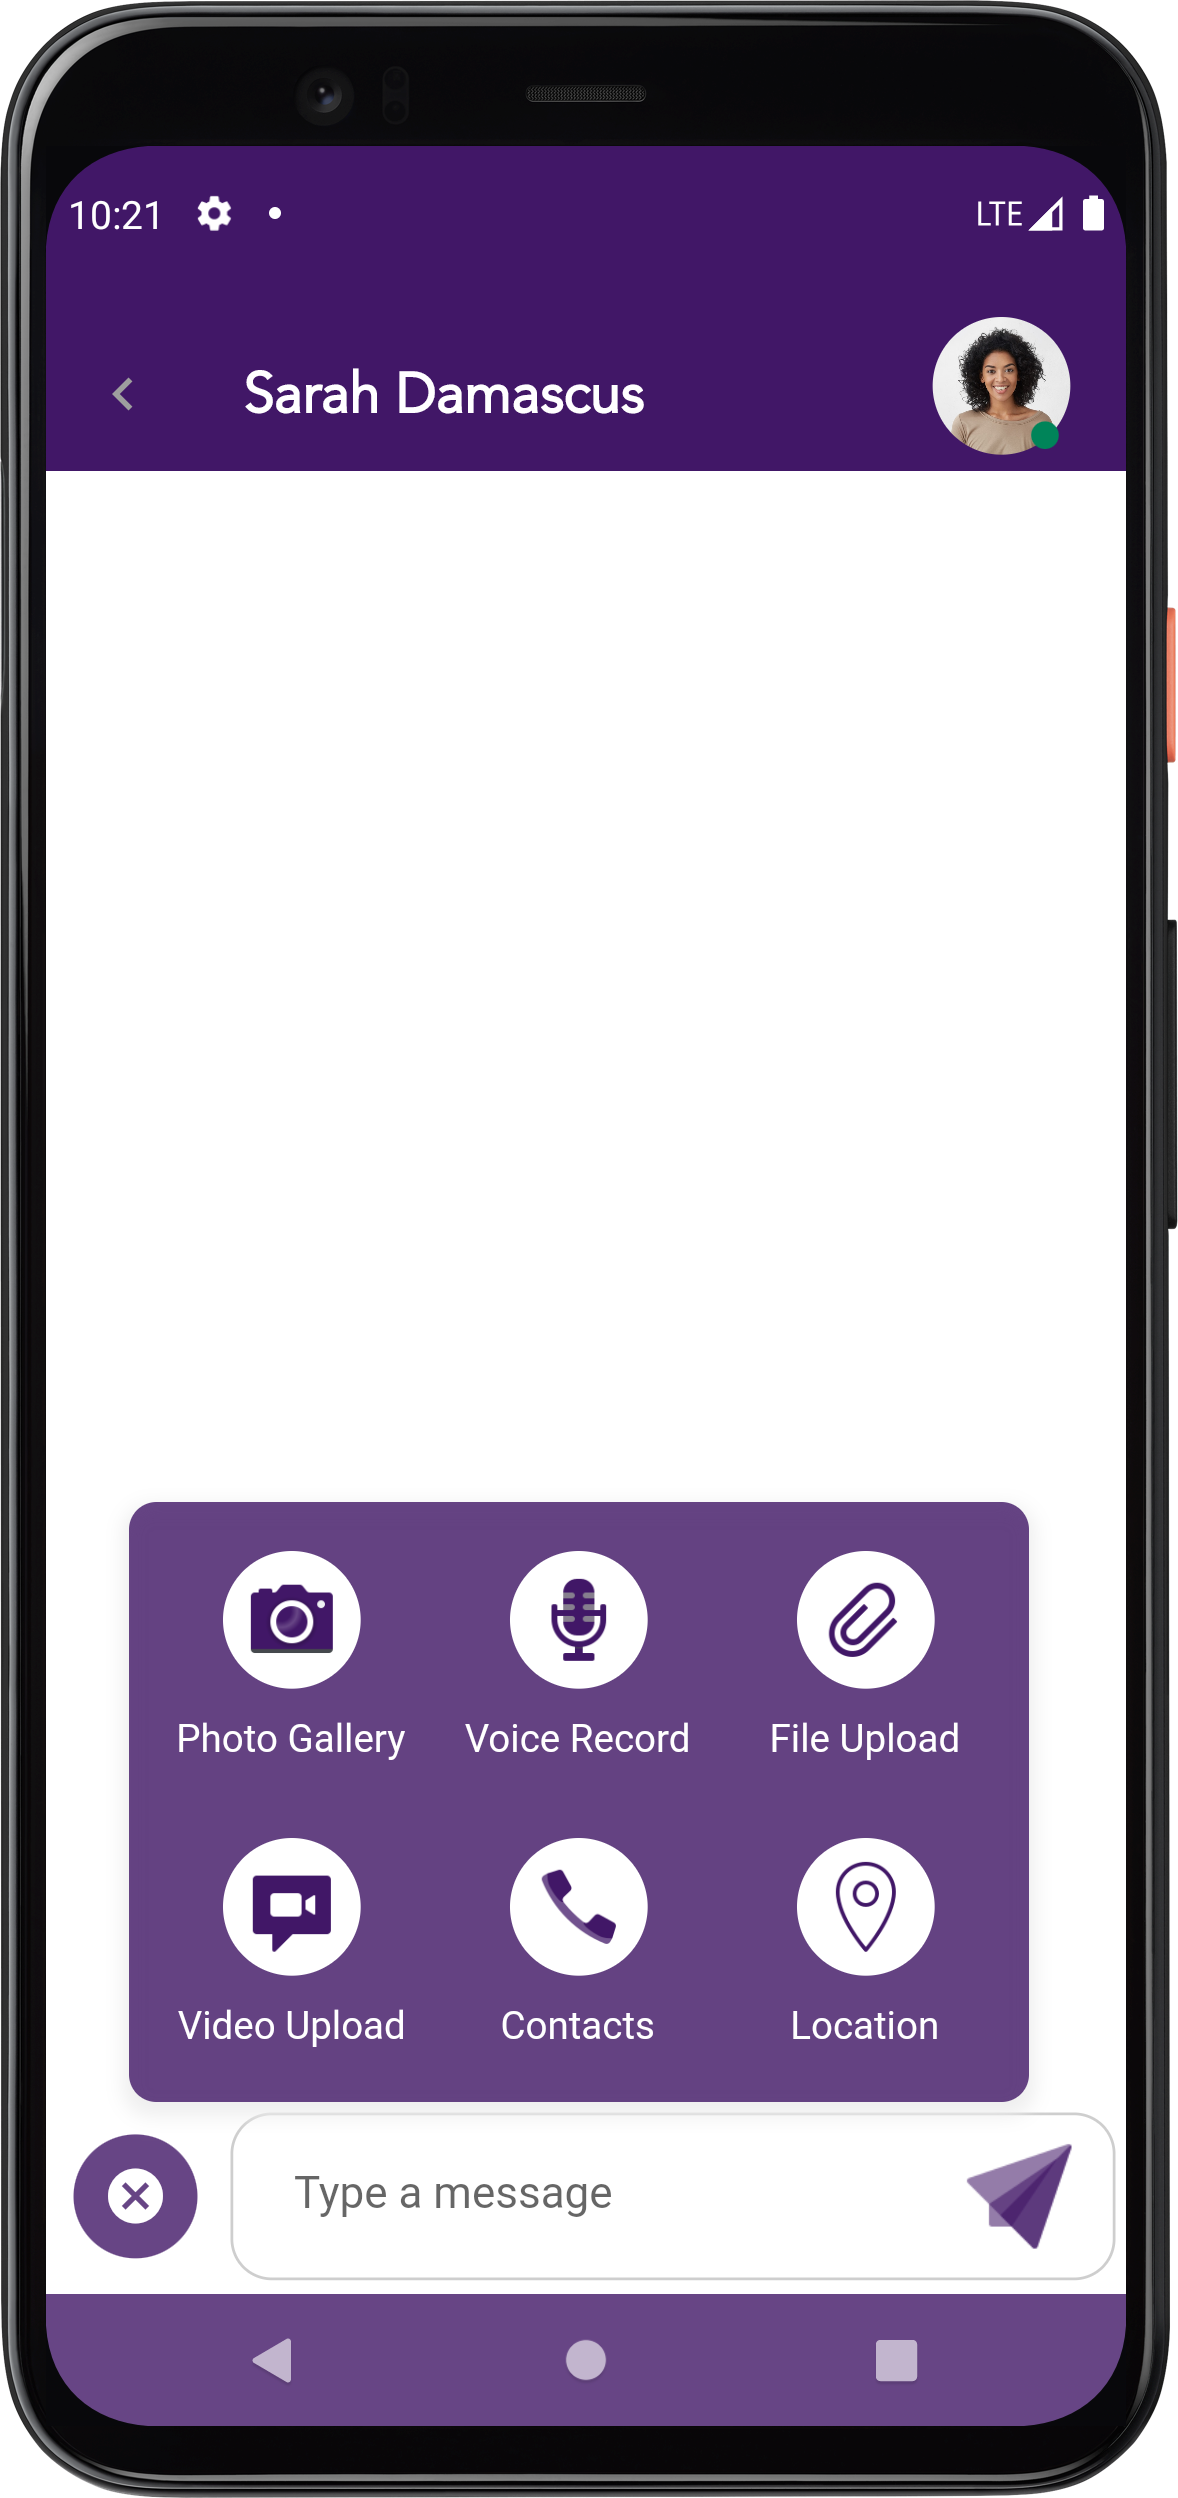 10:21 LTE
Sarah Damascus
Photo Gallery Voice Record File Upload
Video Upload Contacts Location
Type a message